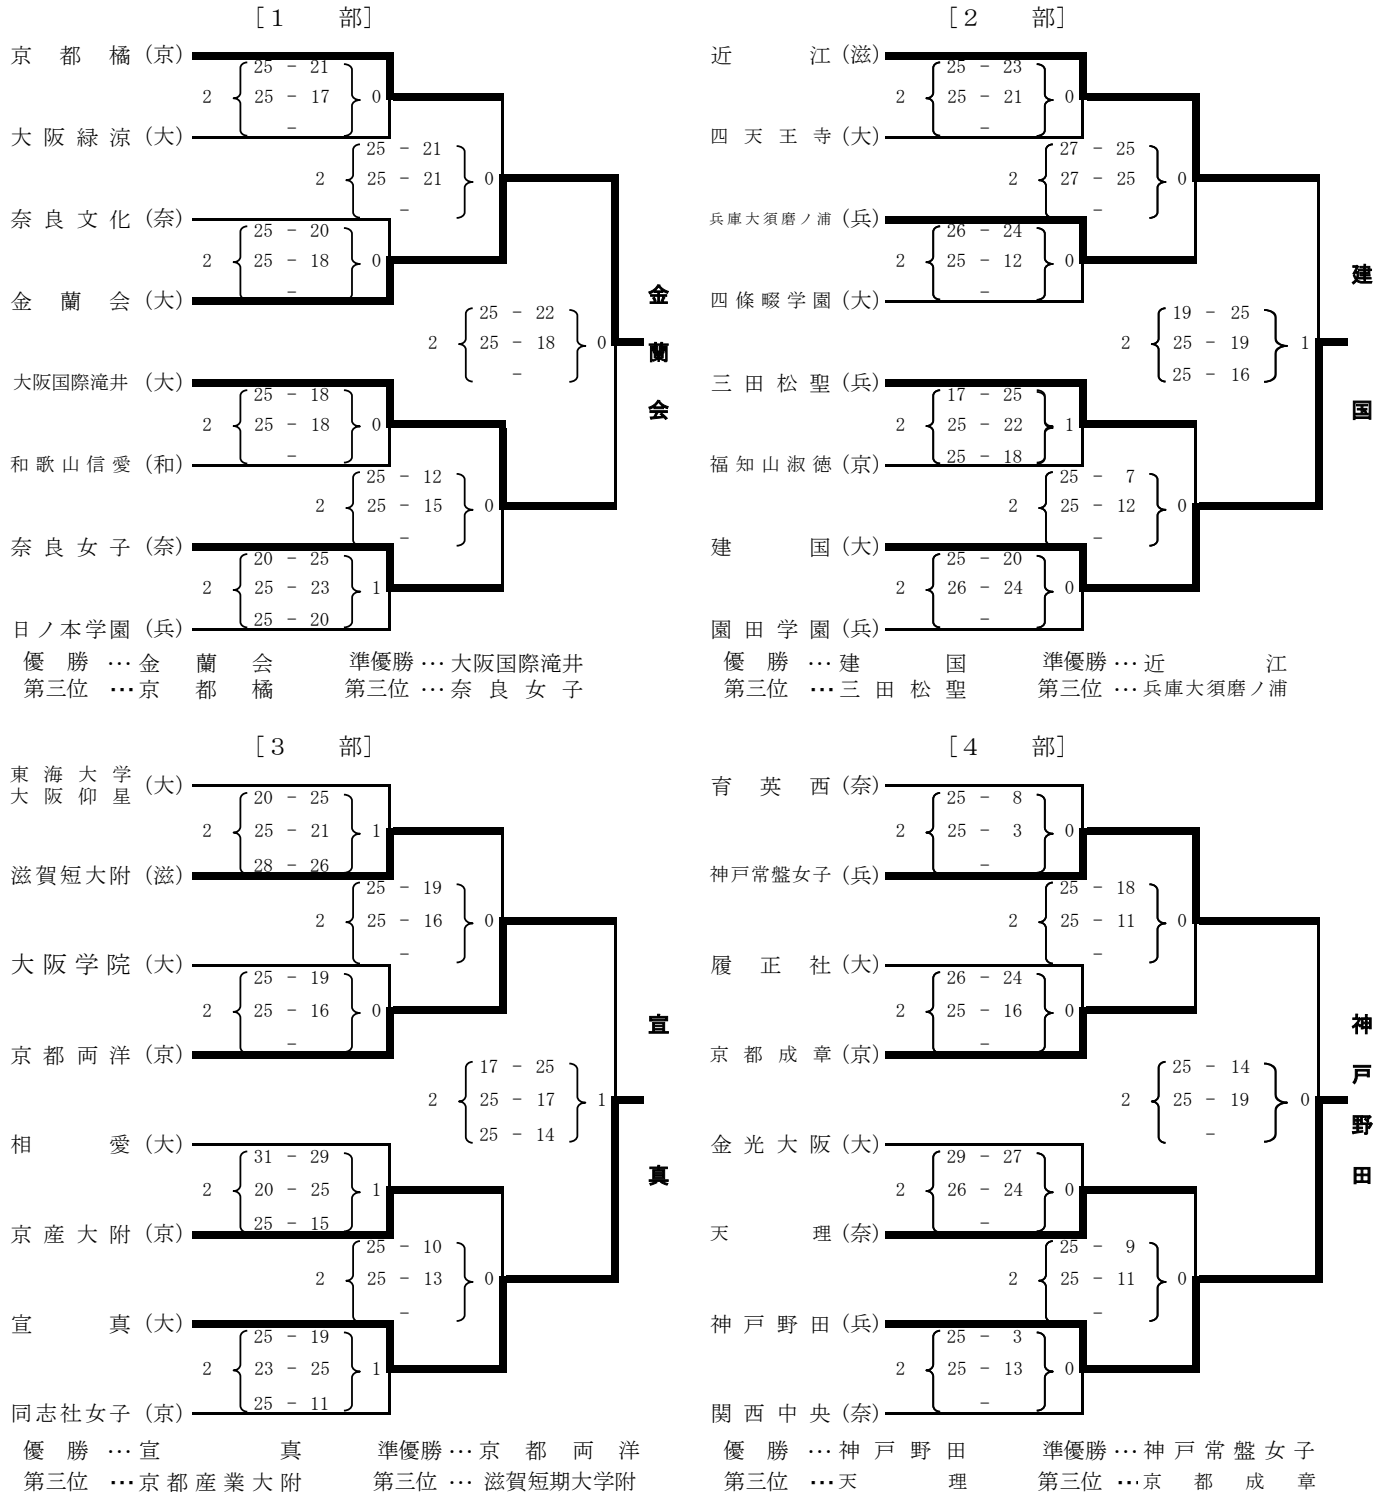 ［１　部］
京都橘（京）
25 － 21
2 25 － 17 0
－
大阪緑涼（大）
25 － 21
2 25 － 21 0
－
奈良文化（奈）
25 － 20
2 25 － 18 0
－
金蘭会（大）
25 － 22
2 25 － 18 0
－
金蘭会
大阪国際滝井（大）
25 － 18
2 25 － 18 0
－
和歌山信愛（和）
25 － 12
2 25 － 15 0
－
奈良女子（奈）
20 － 25
2 25 － 23 1
25 － 20
日ノ本学園（兵）
優勝…金蘭会　準優勝…大阪国際滝井
第三位…京都橘　第三位…奈良女子
［２　部］
近江（滋）
25 － 23
2 25 － 21 0
－
四天王寺（大）
27 － 25
2 27 － 25 0
－
兵庫大須磨ノ浦（兵）
26 － 24
2 25 － 12 0
－
四條畷学園（大）
19 － 25
2 25 － 19 1
25 － 16
建国
三田松聖（兵）
17 － 25
2 25 － 22 1
25 － 18
福知山淑徳（京）
25 － 7
2 25 － 12 0
－
建国（大）
25 － 20
2 26 － 24 0
－
園田学園（兵）
優勝…建国　準優勝…近江
第三位…三田松聖　第三位…兵庫大須磨ノ浦
［３　部］
東海大学
大阪仰星（大）
20 － 25
2 25 － 21 1
28 － 26
滋賀短大附（滋）
25 － 19
2 25 － 16 0
－
大阪学院（大）
25 － 19
2 25 － 16 0
－
京都両洋（京）
17 － 25
2 25 － 17 1
25 － 14
宣真
相愛（大）
31 － 29
2 20 － 25 1
25 － 15
京産大附（京）
25 － 10
2 25 － 13 0
－
宣真（大）
25 － 19
2 23 － 25 1
25 － 11
同志社女子（京）
優勝…宣真　準優勝…京都両洋
第三位…京都産業大附　第三位…滋賀短期大学附
［４　部］
育英西（奈）
25 － 8
2 25 － 3 0
－
神戸常盤女子（兵）
25 － 18
2 25 － 11 0
－
履正社（大）
26 － 24
2 25 － 16 0
－
京都成章（京）
25 － 14
2 25 － 19 0
－
神戸野田
金光大阪（大）
29 － 27
2 26 － 24 0
－
天理（奈）
25 － 9
2 25 － 11 0
－
神戸野田（兵）
25 － 3
2 25 － 13 0
－
関西中央（奈）
優勝…神戸野田　準優勝…神戸常盤女子
第三位…天理　第三位…京都成章